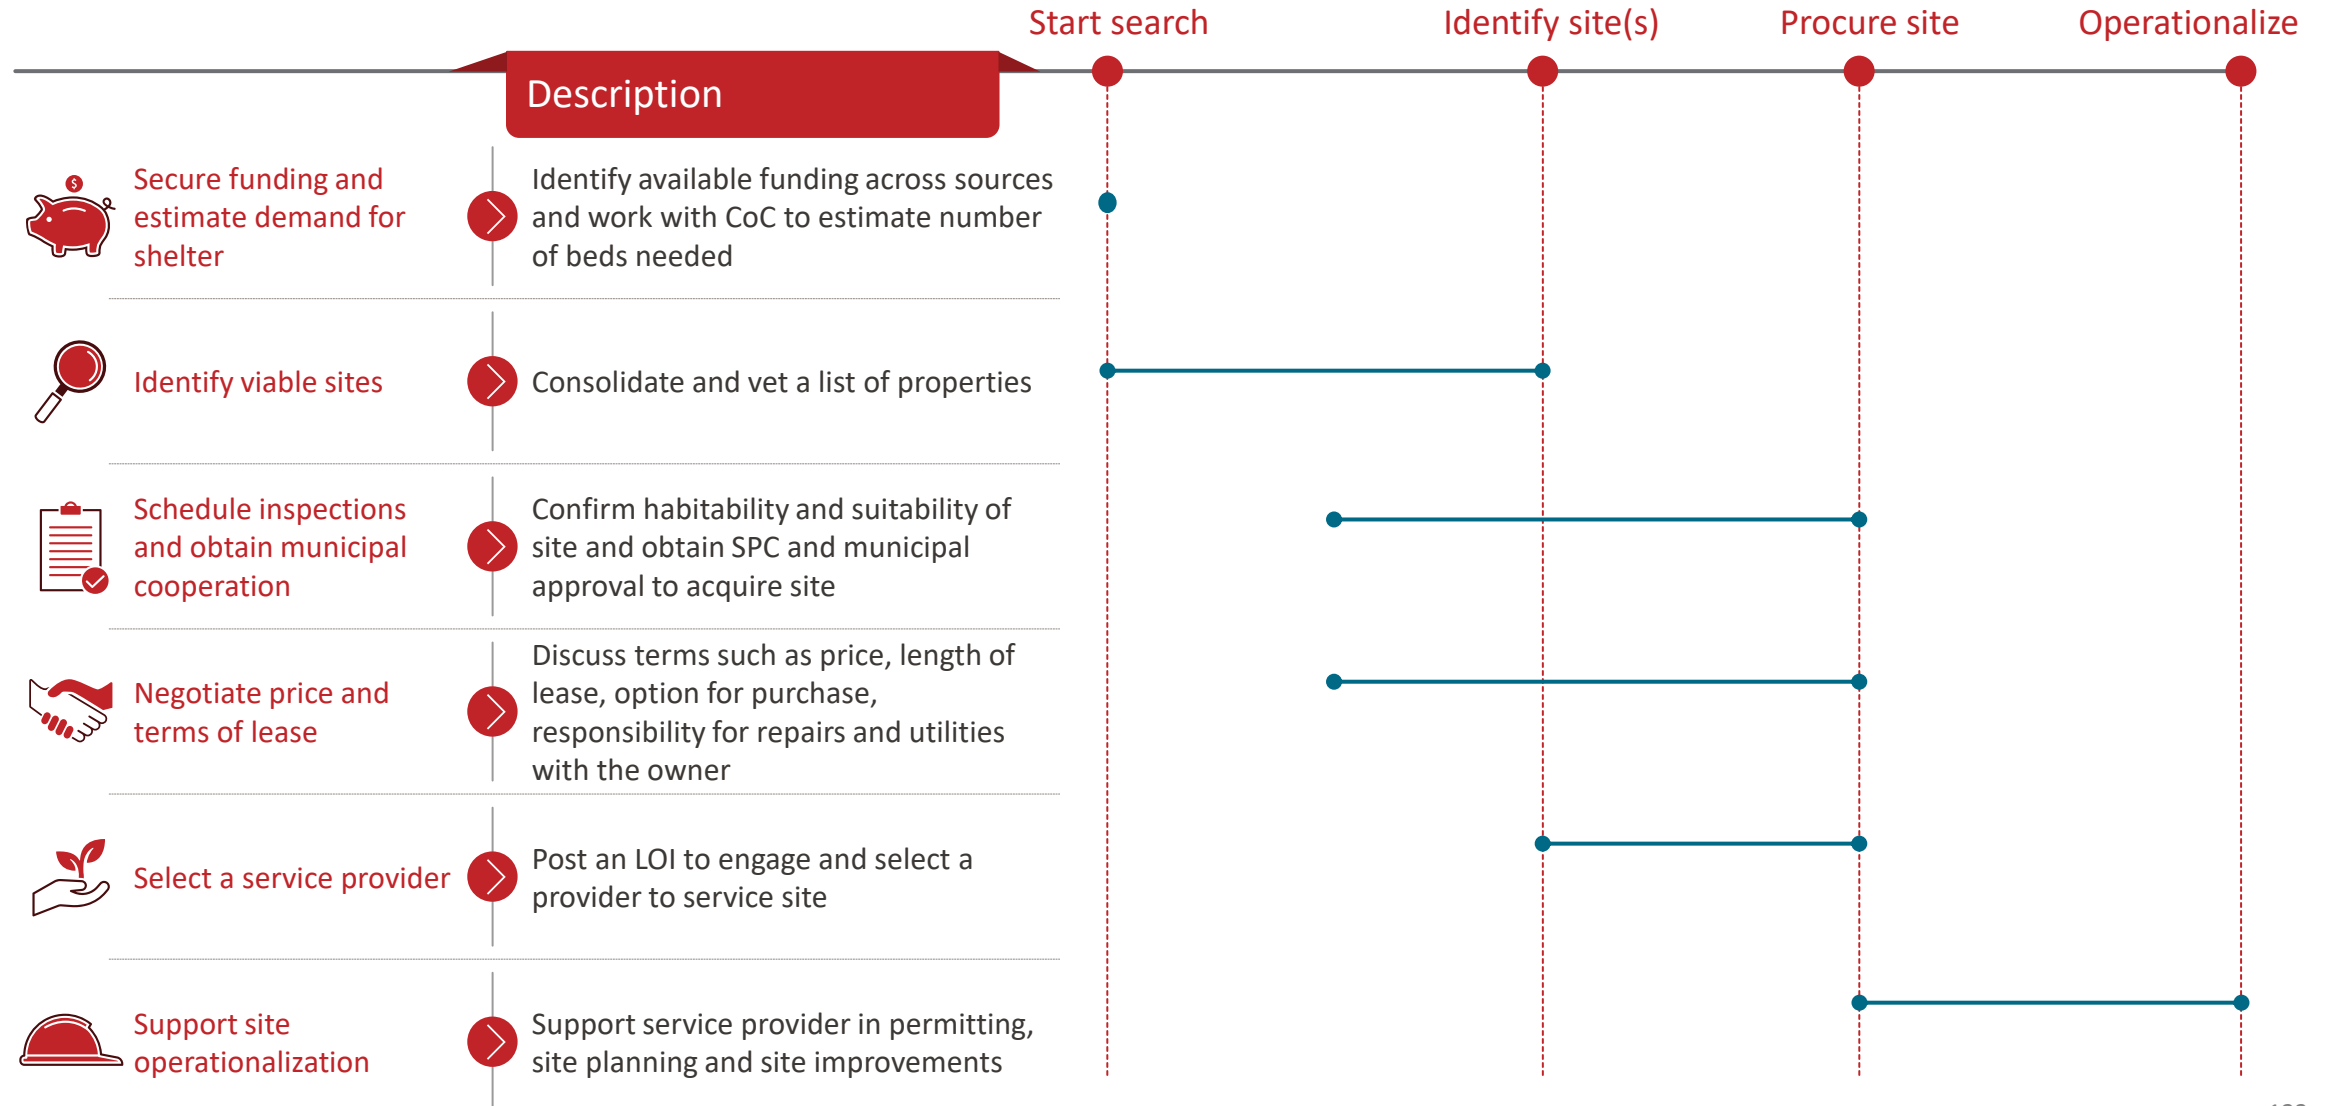 Start search
Identify site(s)
Procure site
Operationalize
Description
Secure funding and
estimate demand for
shelter
Identify available funding across sources
and work with CoC to estimate number
of beds needed
Identify viable sites
Consolidate and vet a list of properties
Schedule inspections
and obtain municipal
cooperation
Confirm habitability and suitability of
site and obtain SPC and municipal
approval to acquire site
Negotiate price and
terms of lease
Discuss terms such as price, length of
lease, option for purchase,
responsibility for repairs and utilities
with the owner
Select a service provider
Post an LOI to engage and select a
provider to service site
Support site
operationalization
Support service provider in permitting,
site planning and site improvements